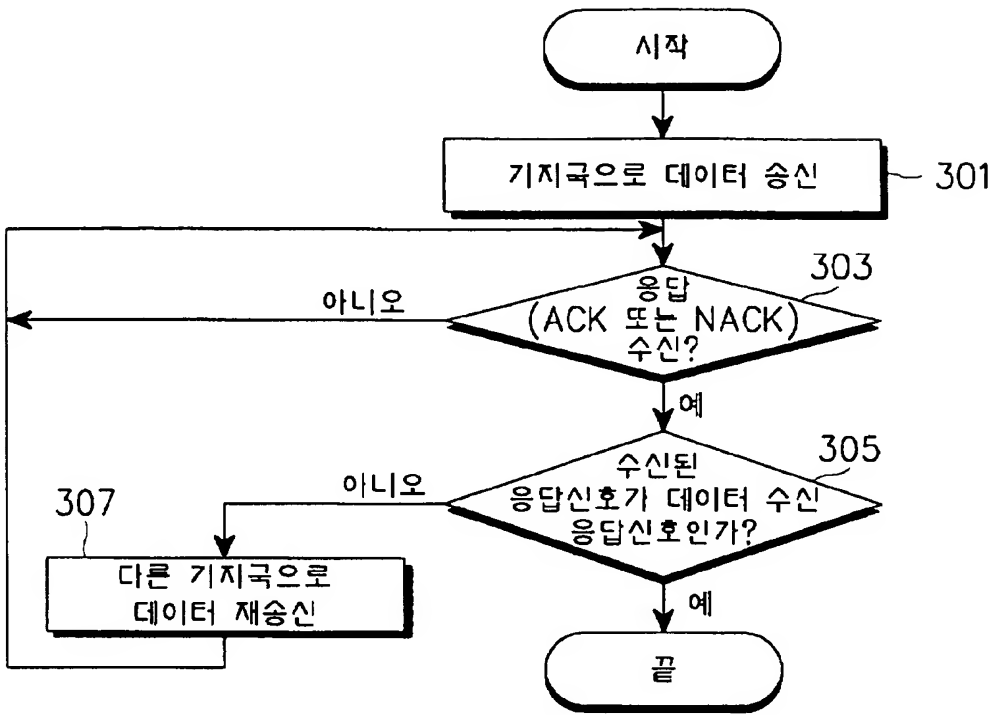 시작
기지국으로 데이터 송신
301
303
응답
(ACK 또는 NACK)
수신?
아니오
예
305
수신된
응답신호가 데이터 수신
응답신호인가?
아니오
307
다른 기지국으로
데이터 재송신
예
끝